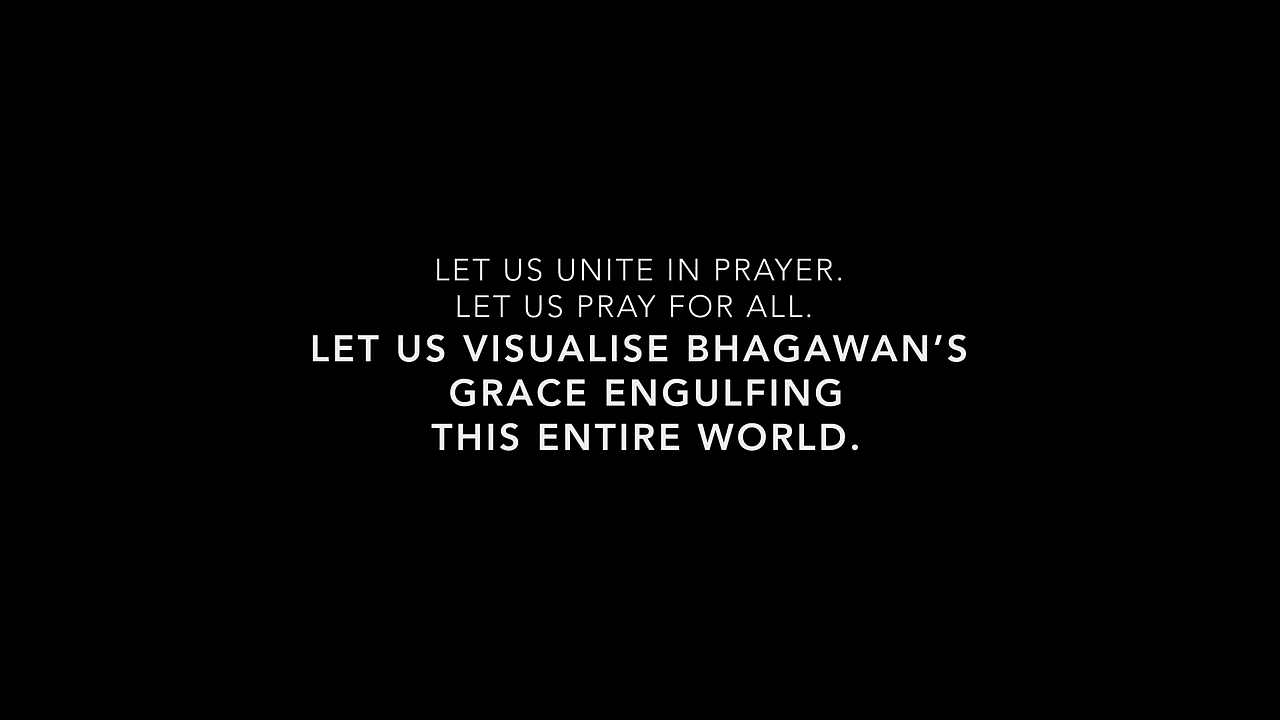 LET US UNITE IN PRAYER.
LET US PRAY FOR ALL.
LET US VISUALISE BHAGAWAN’S
GRACE ENGULFING
THIS ENTIRE WORLD.